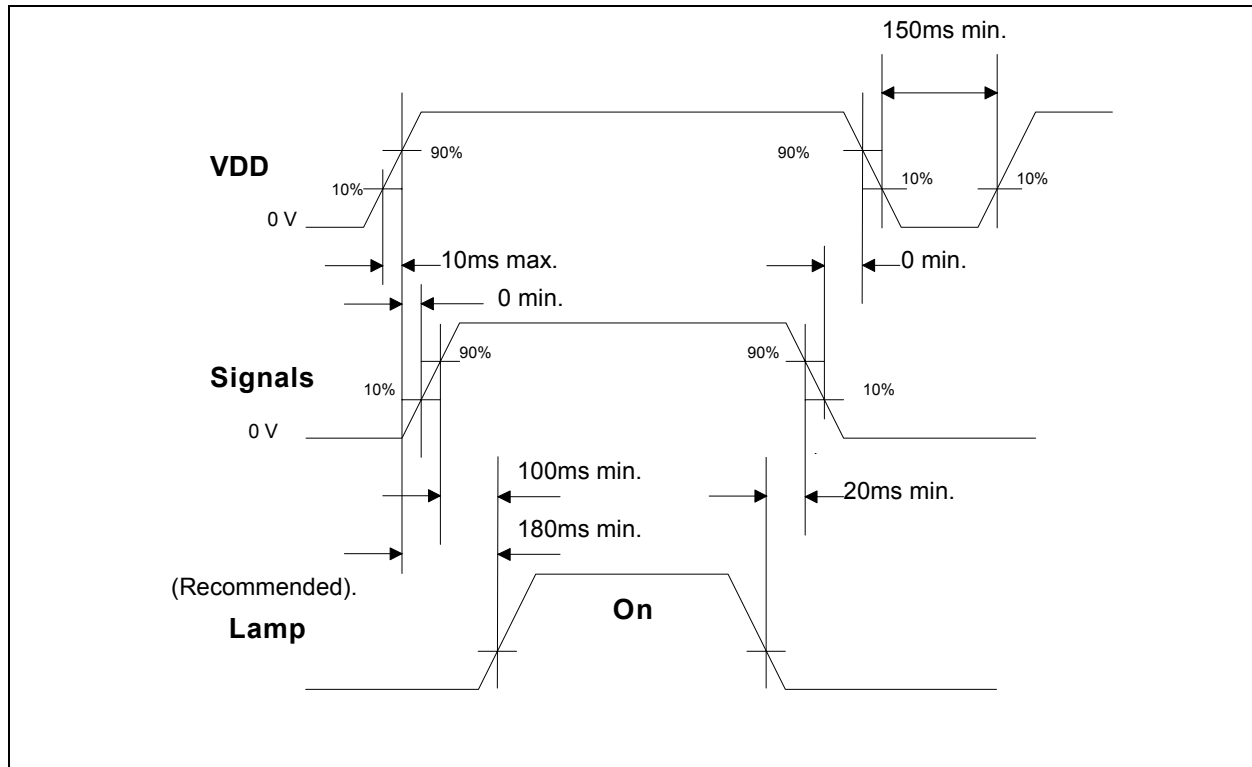 150ms min.
90%
90%
VDD
10%
10%
10%
0 V
10ms max.
0 min.
0 min.
90%
90%
Signals
10%
10%
0 V
100ms min.
20ms min.
180ms min.
(Recommended).
On
Lamp